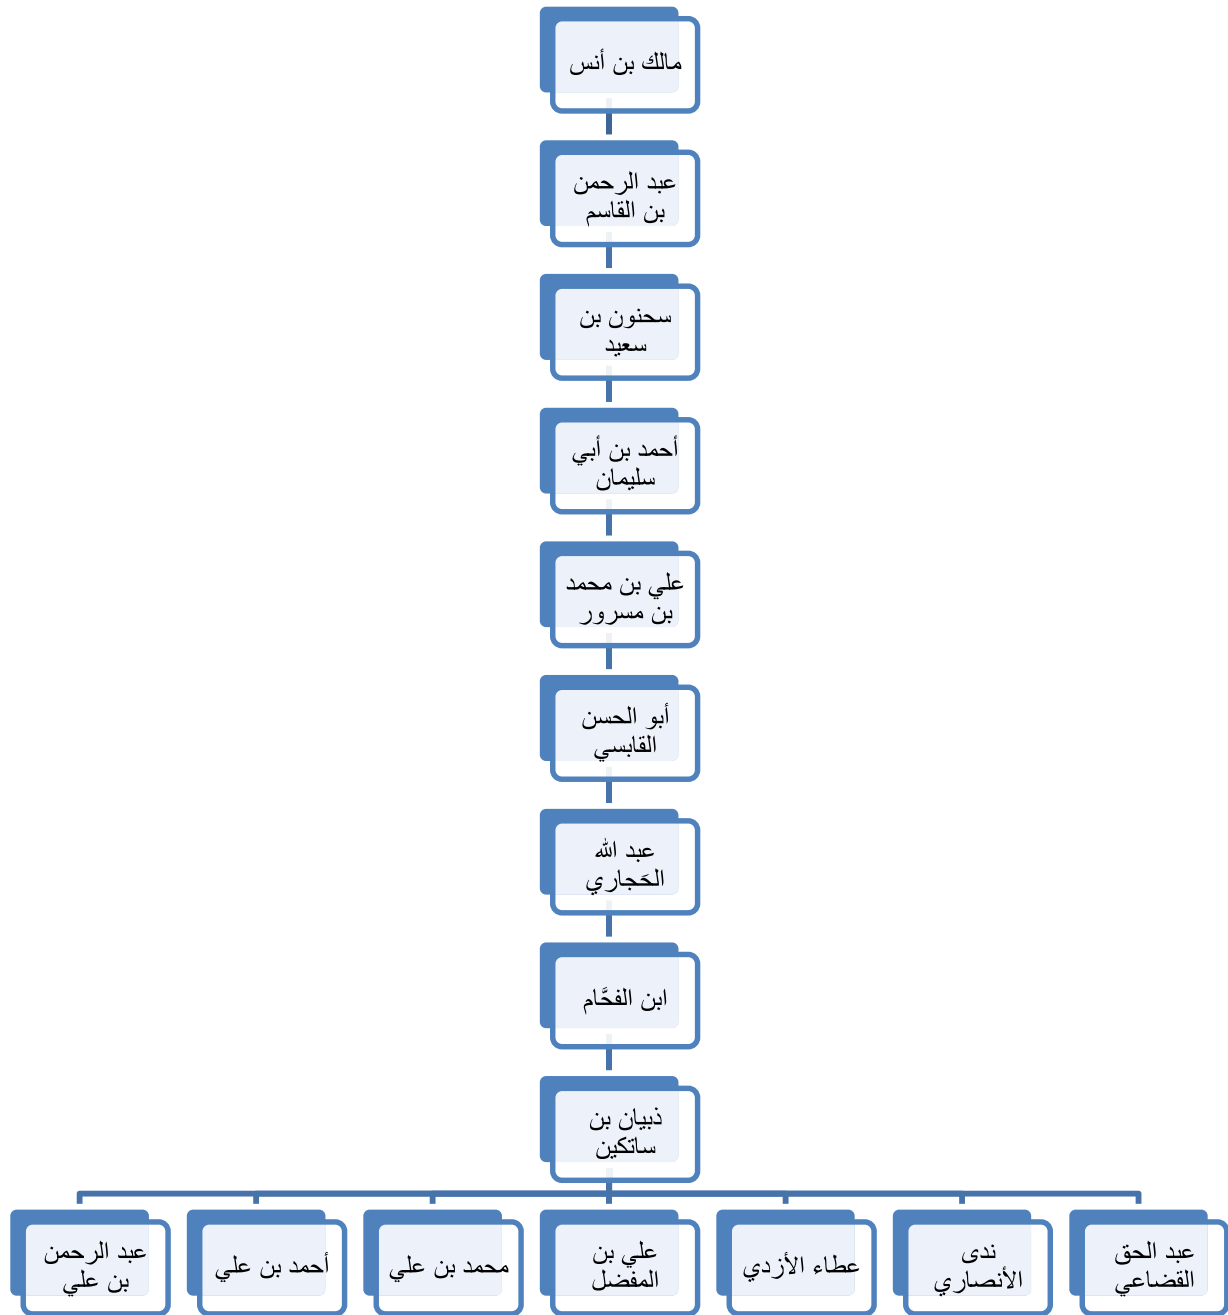 مالك بن أنس
عبد الرحمن
بن القاسم
سحنون بن
سعيد
أحمد بن أبي
سليمان
علي بن محمد
بن مسرور
أبو الحسن
القابسي
عبد الله
الحَجاري
ابن الفحَّام
ذبيان بن
ساتكين
عبد الحق
القضاعي
ندى
الأنصاري
عطاء الأزدي
علي بن
المفضل
محمد بن علي
أحمد بن علي
عبد الرحمن
بن علي